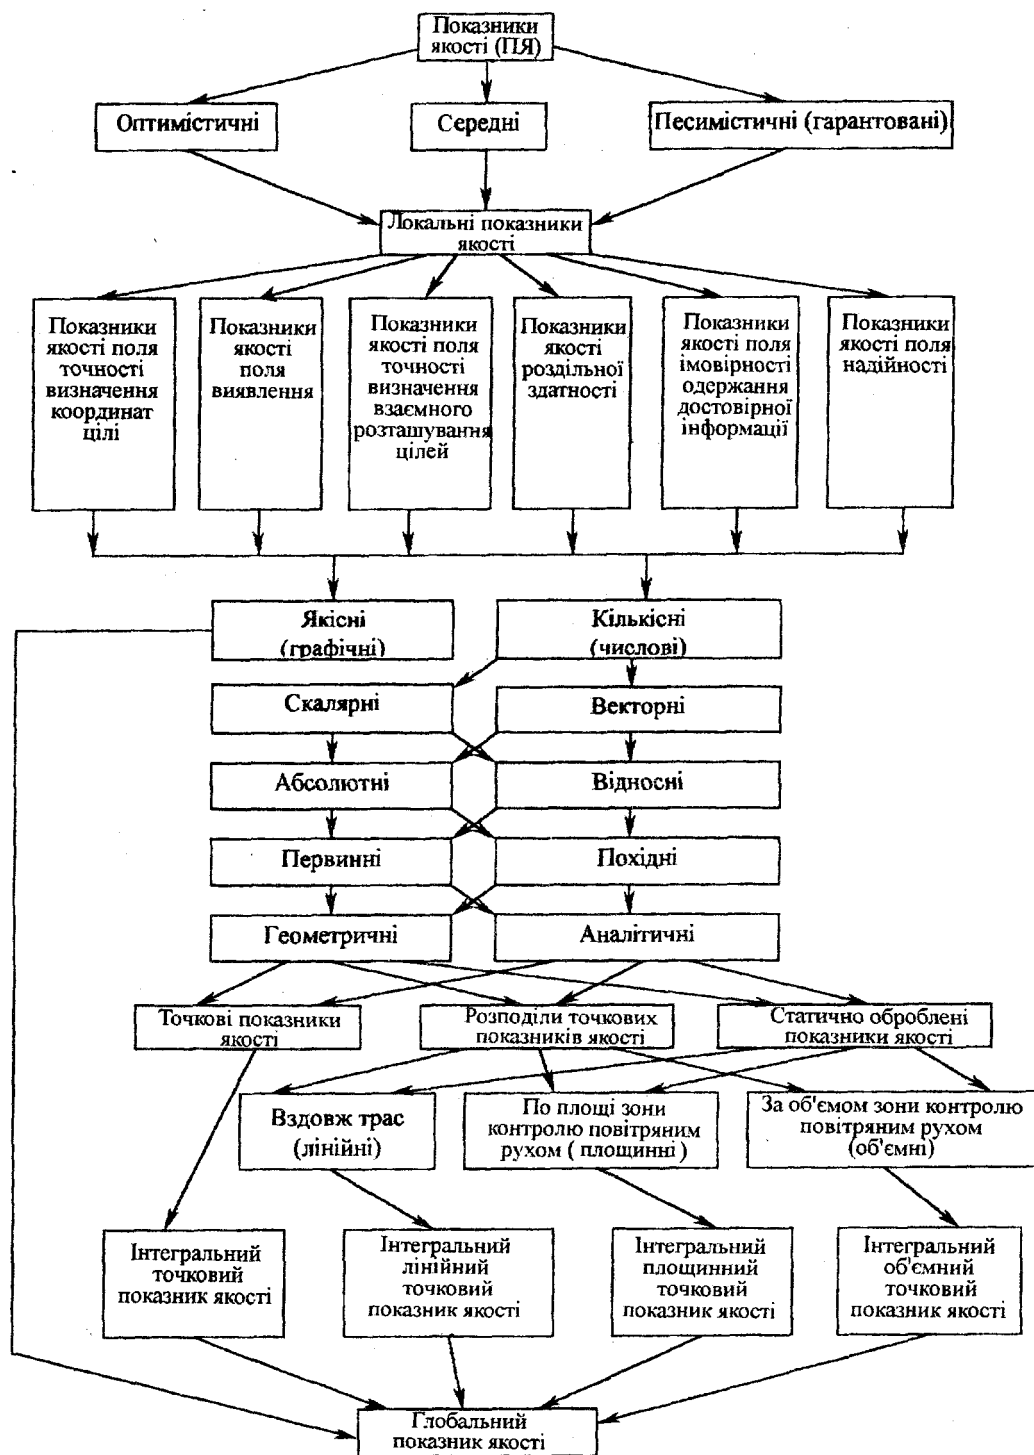 Показники
якості (ПЯ)
Оптимістичні
Середні
Песимістичні (гарантовані)
Локальні показники
якості
Показники
якості поля
точності
визначення
координат
цілі
Показники
якості
поля
виявлення
Показники
якості поля
точності
визначення
взаємного
розташування
цілей
Показники
якості
роздільної
здатності
Показники
якості поля
імовірності
одержання
достовірної
інформації
Показники
якості поля
надійності
Якісні
(графічні)
Кількісні
(числові)
Скалярні
Векторні
Абсолютні
Відносні
Первинні
Похідні
Геометричні
Аналітичні
Точкові показники
якості
Розподіли точкових
показників якості
Статично оброблені
показники якості
Вздовж трас
(лінійні)
По площі зони
контролю повітряним
рухом ( площинні )
За об'ємом зони контролю
повітряним рухом
(об'ємні)
Інтегральний
точковий
показник якості
Інтегральний
лінійний
точковий
показник якості
Інтегральний
площинний
точковий
показник якості
Інтегральний
об'ємний
точковий
показник якості
Глобальний
показник якості